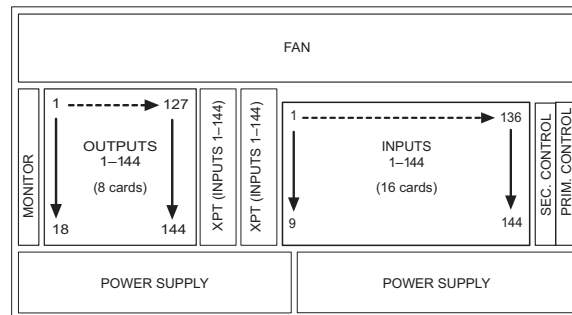 FAN
MONITOR
1
127
OUTPUTS
1–144
(8 cards)
18
144
XPT (INPUTS 1–144)
XPT (INPUTS 1–144)
1
136
INPUTS
1–144
(16 cards)
9
144
SEC. CONTROL
PRIM. CONTROL
POWER SUPPLY
POWER SUPPLY